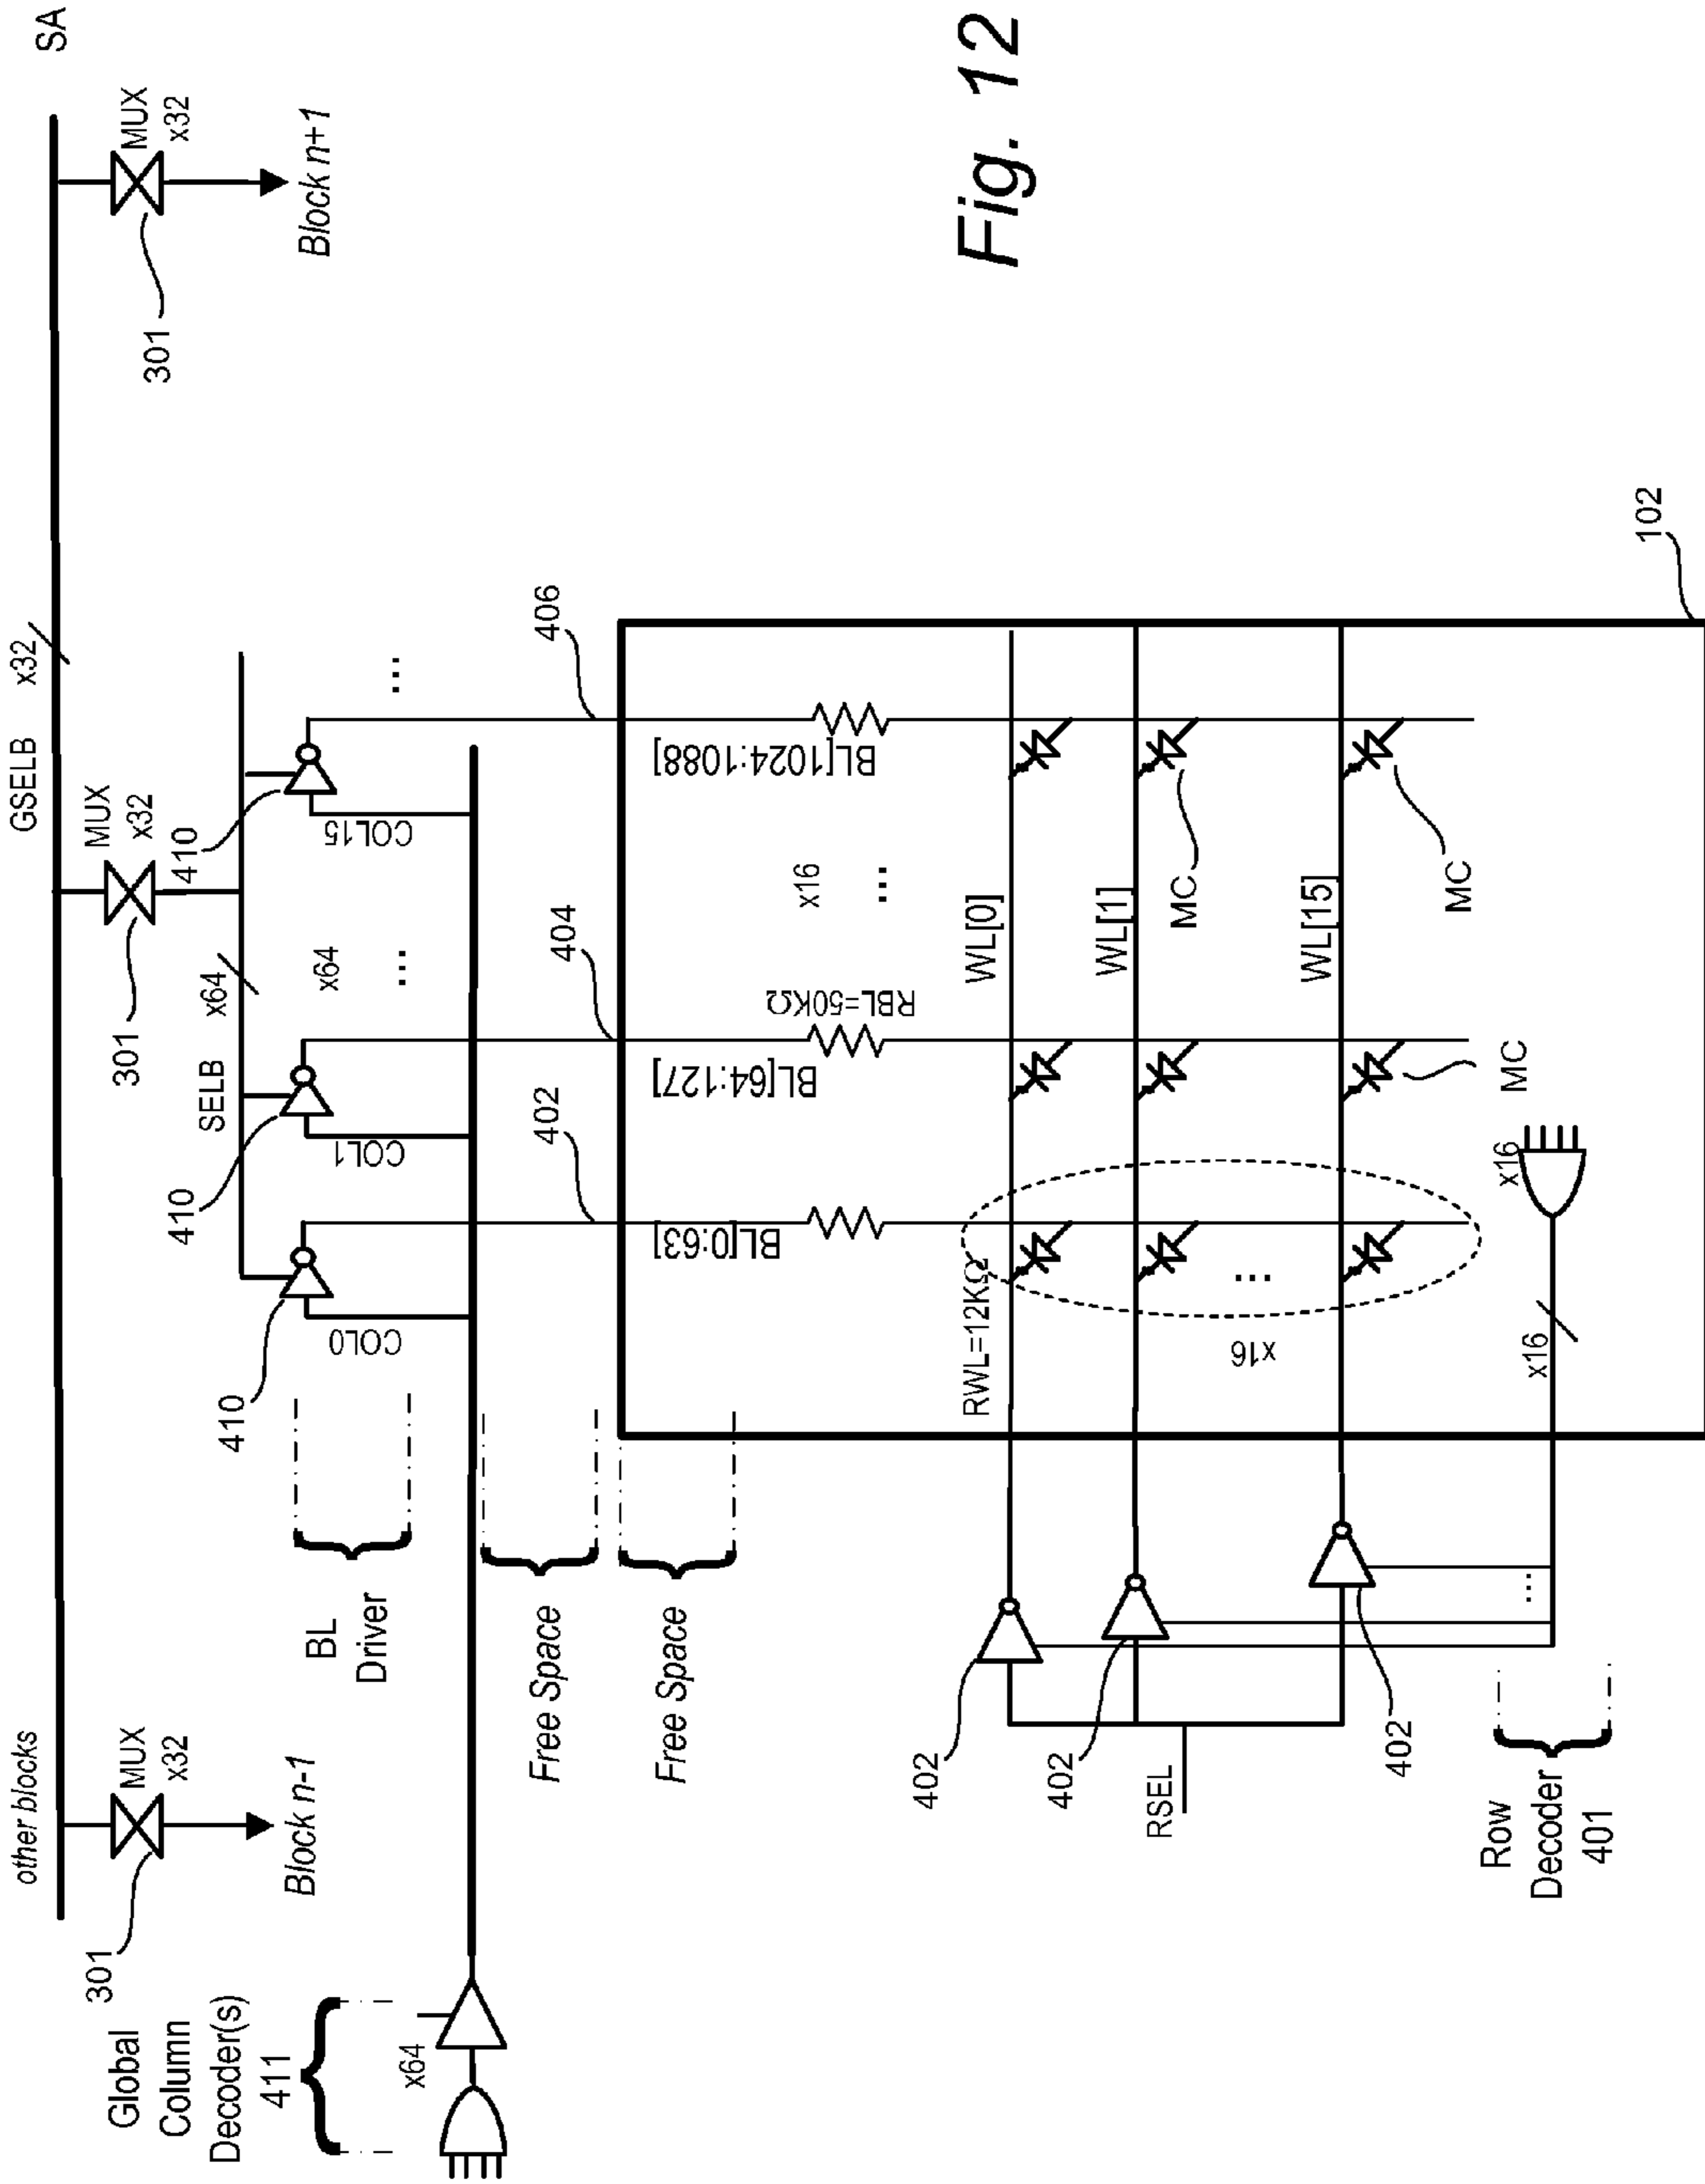 other blocks
GSELB
x32
SA
301
MUX
x32
Block n-1
301
MUX
x32
301
MUX
x32
Block n+1
Global
Column
Decoder(s)
411
x64
BL
Driver
410
410
410
SELB
x64
x64
...
...
COL0
COL1
COL15
Free Space
Free Space
402
404
406
BL[0:63]
BL[64:127]
BL[1024:1088]
RBL=50KΩ
x16
...
RWL=12KΩ
WL[0]
WL[1]
WL[15]
...
x16
MC
MC
MC
x16
x16
402
402
402
RSEL
...
Row
Decoder
401
102
Fig. 12